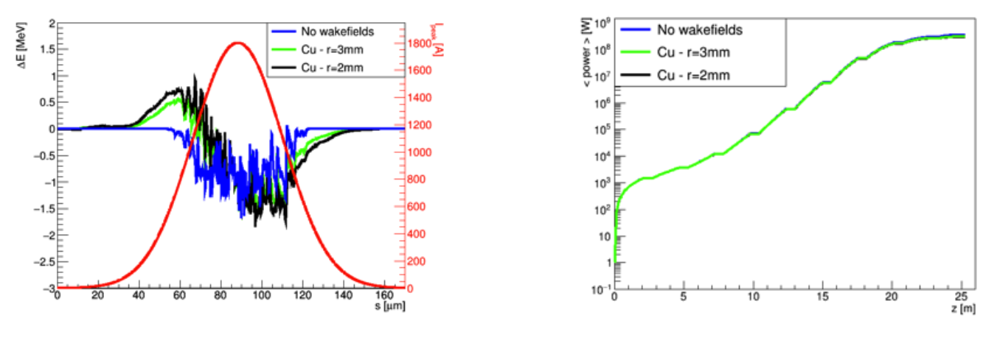 ΔE [MeV]
2
1.5
1
0.5
0
−0.5
−1
−1.5
−2
−2.5
−3
No wakefields
Cu - r=3mm
Cu - r=2mm
I_peak [A]
1800
1600
1400
1200
1000
800
600
400
200
0
0 20 40 60 80 100 120 140 160
s [μm]
< power > [W]
10⁹
10⁸
10⁷
10⁶
10⁵
10⁴
10³
10²
10
1
10⁻¹
No wakefields
Cu - r=3mm
Cu - r=2mm
0 5 10 15 20 25
z [m]